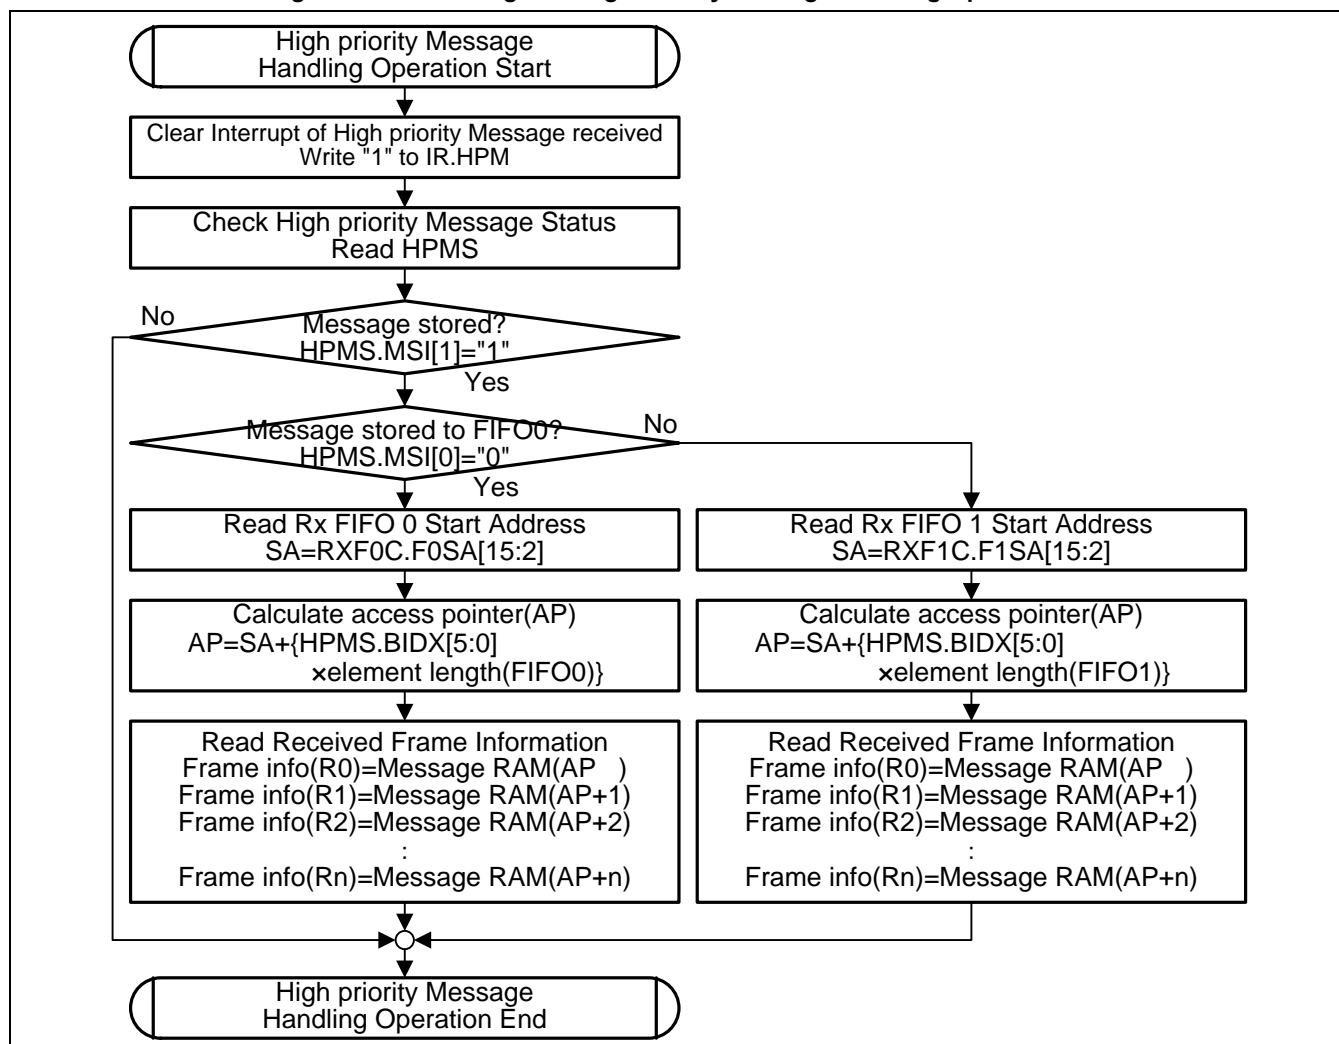 High priority Message
Handling Operation Start
Clear Interrupt of High priority Message received
Write "1" to IR.HPM
Check High priority Message Status
Read HPMS
No
Message stored?
HPMS.MSI[1]="1"
Yes
Message stored to FIFO0?
HPMS.MSI[0]="0"
No
Yes
Read Rx FIFO 0 Start Address
SA=RXF0C.F0SA[15:2]
Calculate access pointer(AP)
AP=SA+{HPMS.BIDX[5:0]
×element length(FIFO0)}
Read Received Frame Information
Frame info(R0)=Message RAM(AP )
Frame info(R1)=Message RAM(AP+1)
Frame info(R2)=Message RAM(AP+2)
:
Frame info(Rn)=Message RAM(AP+n)
Read Rx FIFO 1 Start Address
SA=RXF1C.F1SA[15:2]
Calculate access pointer(AP)
AP=SA+{HPMS.BIDX[5:0]
×element length(FIFO1)}
Read Received Frame Information
Frame info(R0)=Message RAM(AP )
Frame info(R1)=Message RAM(AP+1)
Frame info(R2)=Message RAM(AP+2)
:
Frame info(Rn)=Message RAM(AP+n)
High priority Message
Handling Operation End